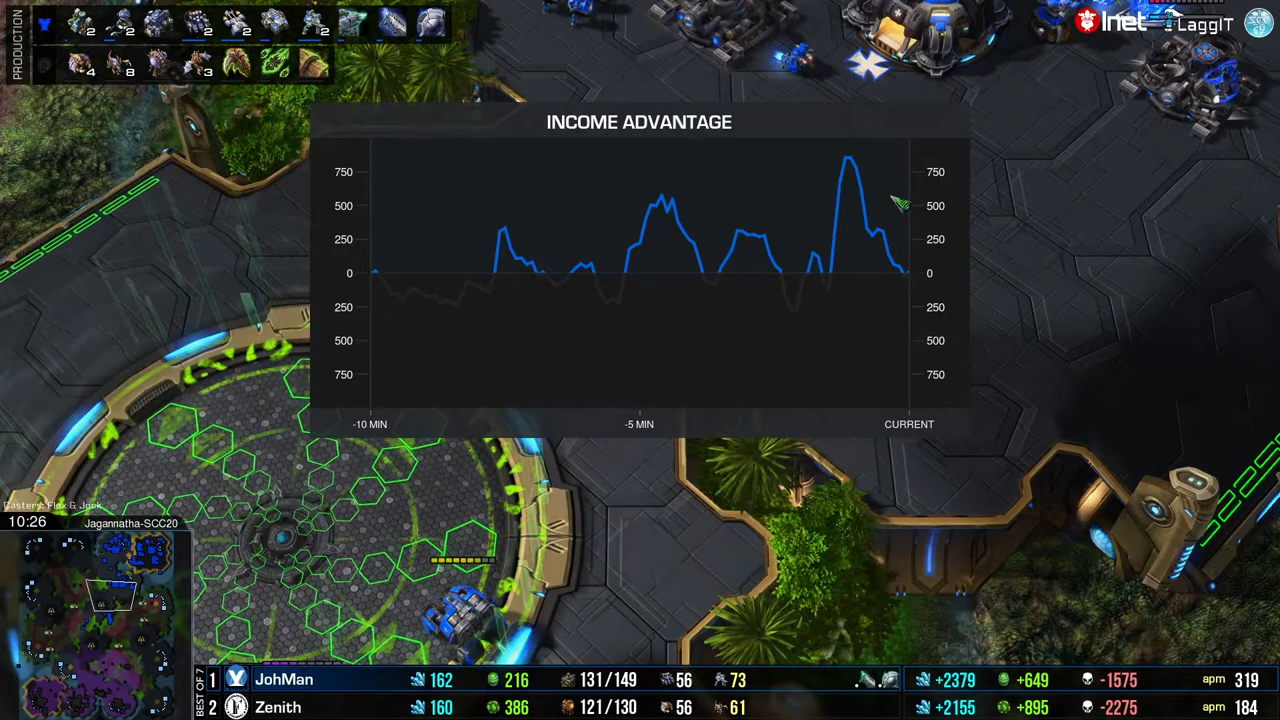 PRODUCTION
2 2 2 2 2
4 8 3
Inet LaggiT
INCOME ADVANTAGE
750 750
500 500
250 250
0 0
250 250
500 500
750 750
-10 MIN -5 MIN CURRENT
Casters: Flex & Jook
10:26 Jagannatha-SCC20
BEST OF 7
1 JohMan 162 216 131/149 56 73 +2379 +649 -1575 apm 319
2 Zenith 160 386 121/130 56 61 +2155 +895 -2275 apm 184